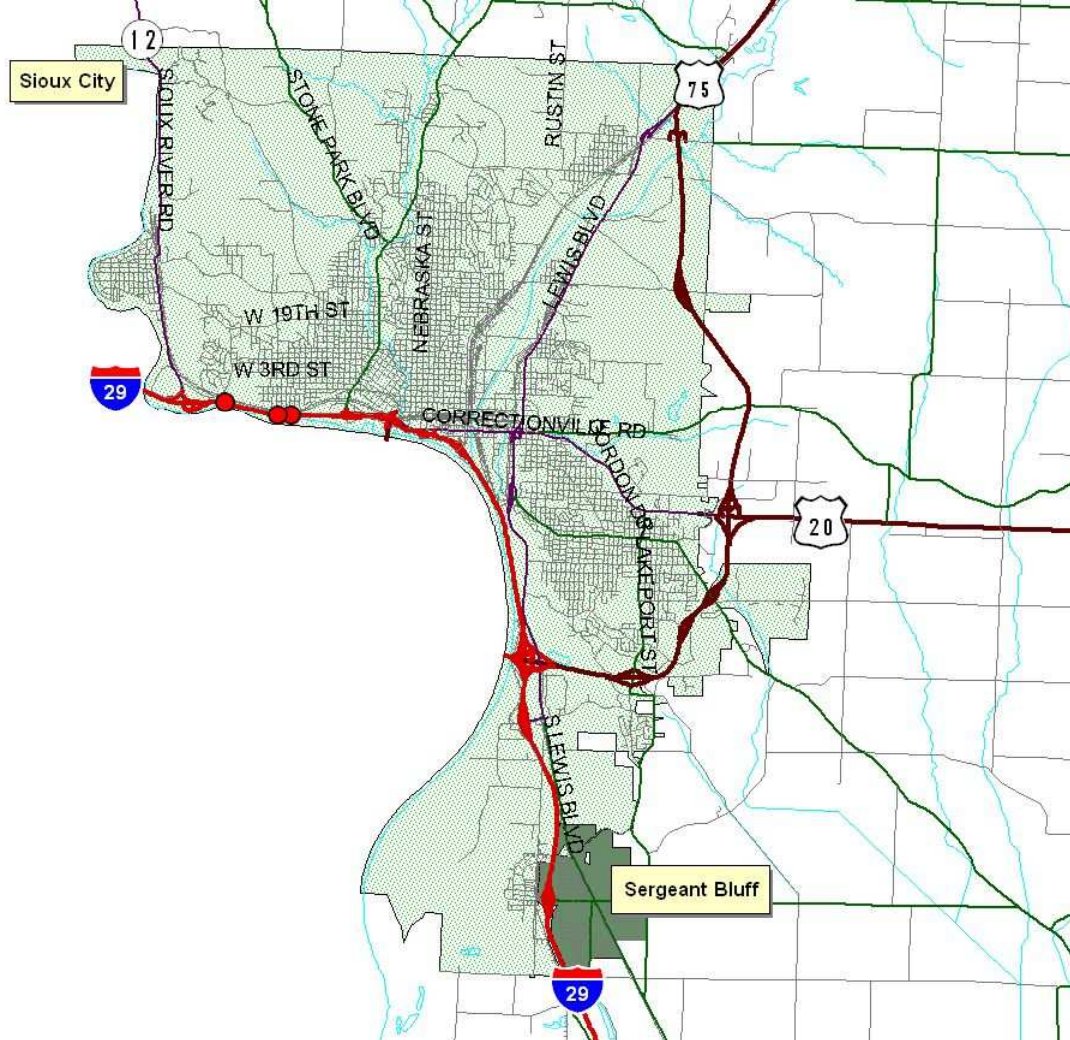 12
Sioux City
SIOUX RIVER RD
STONE PARK BLVD
RUSTIN ST
75
NEBRASKA ST
LEWIS BLVD
W 19TH ST
W 3RD ST
29
CORRECTIONVILLE RD
GORDON DR
20
S LAKEPORT ST
S LEWIS BLVD
Sergeant Bluff
29